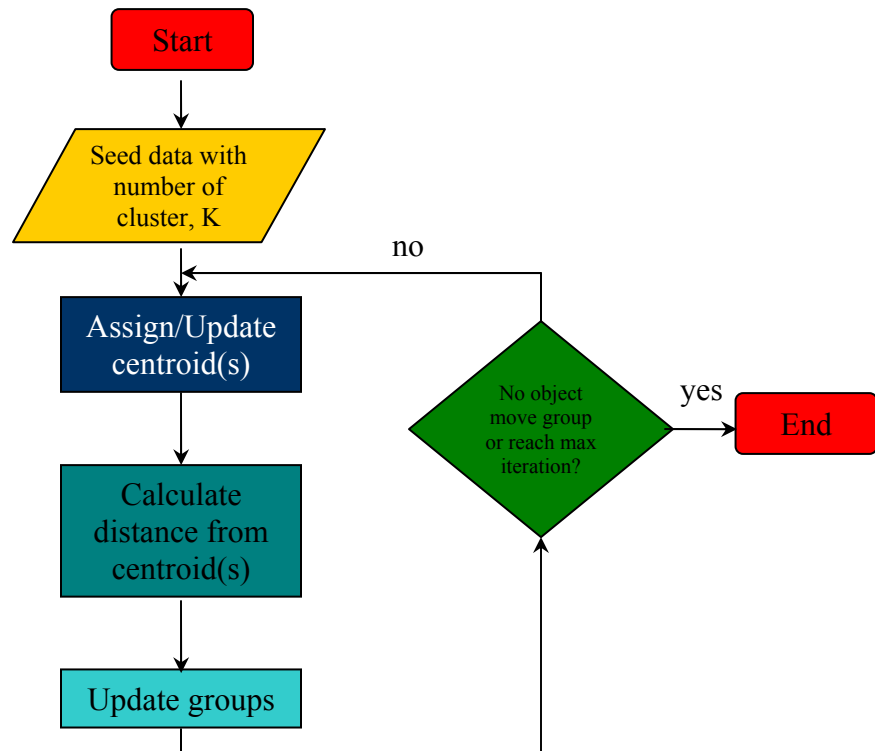 Start
Seed data with
number of
cluster, K
no
Assign/Update
centroid(s)
No object
move group
or reach max
iteration?
yes
End
Calculate
distance from
centroid(s)
Update groups